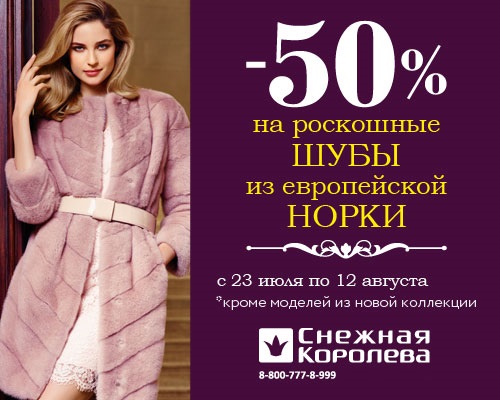 -50%
на роскошные
ШУБЫ
из европейской
НОРКИ
с 23 июля по 12 августа
*кроме моделей из новой коллекции
Снежная
Королева
8-800-777-8-999